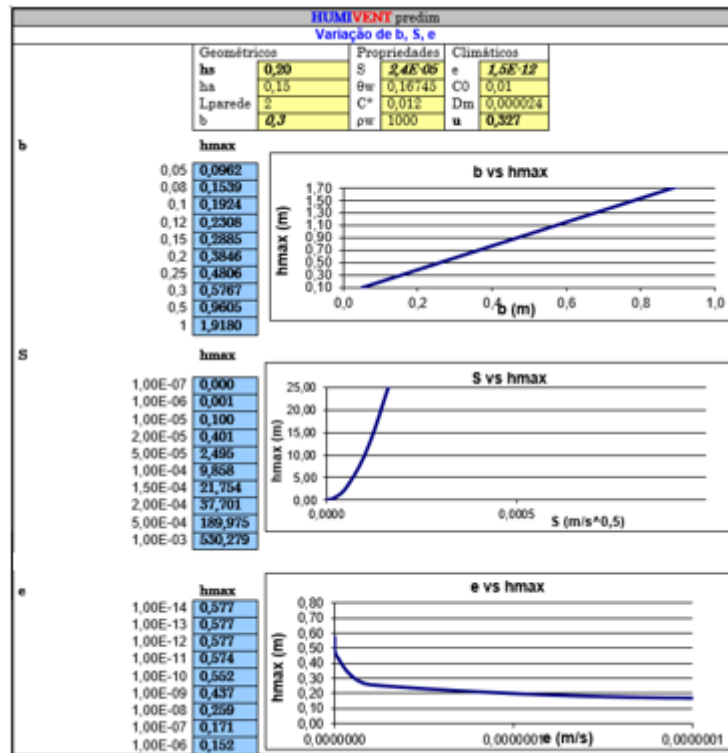 HUMIVENT predim
Variação de b, S, e
Geométricos Propriedades Climáticos
hs 0,20 S 2,4E-05 e 1,5E-12
ha 0,15 θw 0,16745 C0 0,01
Lparede 2 C* 0,012 Dm 0,000024
b 0,3 ρw 1000 u 0,327
b hmax
0,05 0,0962
0,08 0,1539
0,1 0,1924
0,12 0,2308
0,15 0,2885
0,2 0,3846
0,25 0,4806
0,3 0,5767
0,5 0,9605
1 1,9180
b vs hmax
hmax (m)
1,70
1,50
1,30
1,10
0,90
0,70
0,50
0,30
0,10
0,0 0,2 0,4 0,6 0,8 1,0
b (m)
S hmax
1,00E-07 0,000
1,00E-06 0,001
1,00E-05 0,100
2,00E-05 0,401
5,00E-05 2,495
1,00E-04 9,858
1,50E-04 21,754
2,00E-04 37,701
5,00E-04 189,975
1,00E-03 530,279
S vs hmax
hmax (m)
25,00
20,00
15,00
10,00
5,00
0,00
0,0000 0,0005
S (m/s^0,5)
e hmax
1,00E-14 0,577
1,00E-13 0,577
1,00E-12 0,577
1,00E-11 0,574
1,00E-10 0,552
1,00E-09 0,437
1,00E-08 0,259
1,00E-07 0,171
1,00E-06 0,152
e vs hmax
hmax (m)
0,80
0,70
0,60
0,50
0,40
0,30
0,20
0,10
0,00
0,0000000 0,0000001 0,0000001
e (m/s)